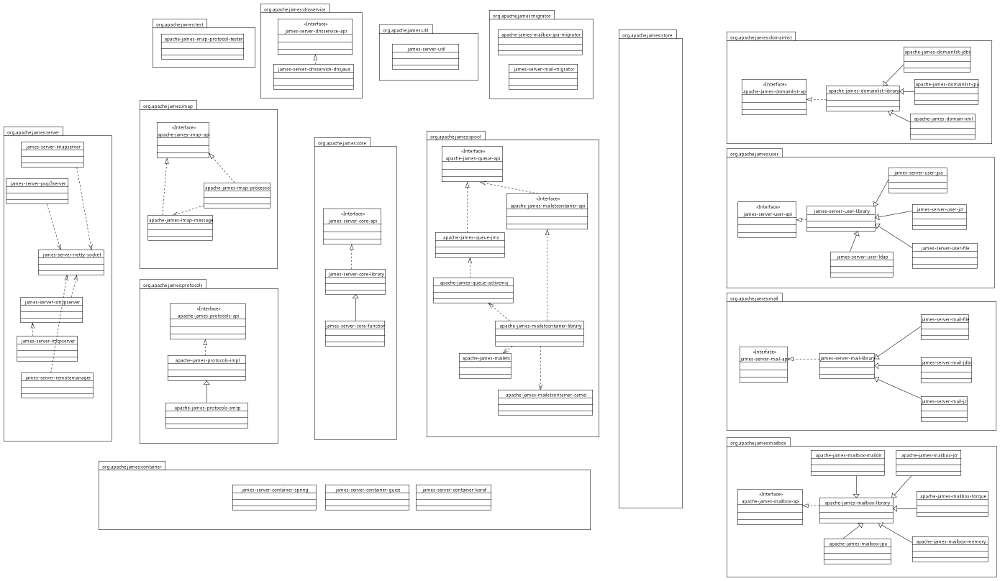 org.apache.james.test
apache-james-imap-protocol-tester
org.apache.james.dnsservice
«Interface»
james-server-dnsservice-api
james-server-dnsservice-dnsjava
org.apache.james.util
james-server-util
org.apache.james.migrator
apache-james-mailbox-jpa-migrator
james-server-mail-migrator
org.apache.james.store
org.apache.james.domainlist
apache-james-domainlist-jdbc
«Interface»
apache-james-domainlist-api
apache-james-domainlist-library
apache-james-domainlist-jpa
apache-james-domain-xml
org.apache.james.server
james-server-imapserver
james-server-pop3server
james-server-netty-socket
james-server-smtpserver
james-server-lmtpserver
james-server-remotemanager
org.apache.james.imap
«Interface»
apache-james-imap-api
apache-james-imap-processor
apache-james-imap-message
org.apache.james.protocols
«Interface»
apache-james-protocols-api
apache-james-protocols-impl
apache-james-protocols-smtp
org.apache.james.core
«Interface»
james-server-core-api
james-server-core-library
james-server-core-function
org.apache.james.spool
«Interface»
apache-james-queue-api
«Interface»
apache-james-mailetcontainer-api
apache-james-queue-jms
apache-james-queue-activemq
apache-james-mailetcontainer-library
apache-james-mailets
apache-james-mailetcontainer-camel
org.apache.james.user
james-server-user-jpa
«Interface»
james-server-user-api
james-server-user-library
james-server-user-jcr
james-server-user-file
james-server-user-ldap
org.apache.james.mail
james-server-mail-file
«Interface»
james-server-mail-api
james-server-mail-library
james-server-mail-jdbc
james-server-mail-jcr
org.apache.james.mailbox
apache-james-mailbox-maildir
apache-james-mailbox-jcr
«Interface»
apache-james-mailbox-api
apache-james-mailbox-library
apache-james-mailbox-torque
apache-james-mailbox-jpa
apache-james-mailbox-memory
org.apache.james.container
james-server-container-spring
james-server-container-guice
james-server-container-karaf